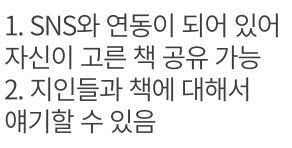 1. SNS와 연동이 되어 있어
자신이 고른 책 공유 가능
2. 지인들과 책에 대해서
얘기할 수 있음